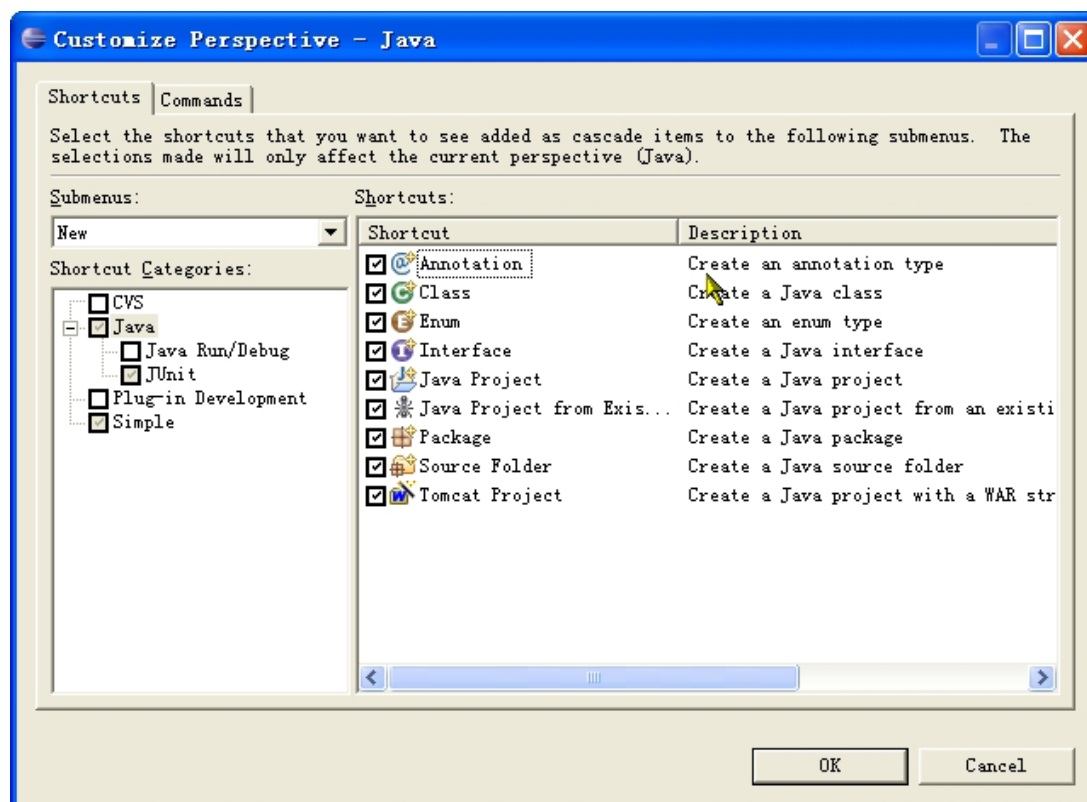 Customize Perspective - Java
Shortcuts Commands
Select the shortcuts that you want to see added as cascade items to the following submenus. The
selections made will only affect the current perspective (Java).
Submenus:
New
Shortcut Categories:
CVS
Java
Java Run/Debug
JUnit
Plug-in Development
Simple
Shortcuts:
Shortcut Description
Annotation Create an annotation type
Class Create a Java class
Enum Create an enum type
Interface Create a Java interface
Java Project Create a Java project
Java Project from Exis... Create a Java project from an existi
Package Create a Java package
Source Folder Create a Java source folder
Tomcat Project Create a Java project with a WAR str
OK Cancel